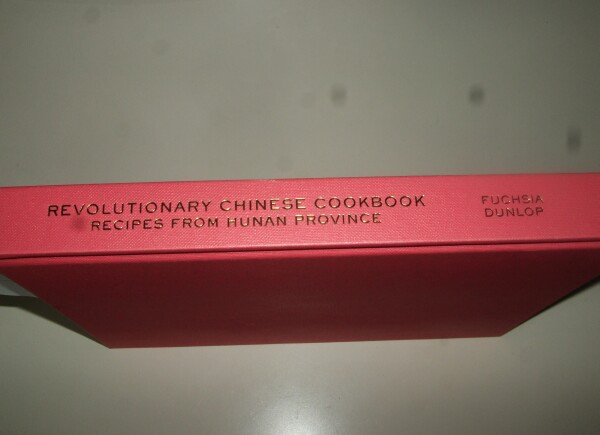 REVOLUTIONARY CHINESE COOKBOOK
RECIPES FROM HUNAN PROVINCE
FUCHSIA
DUNLOP